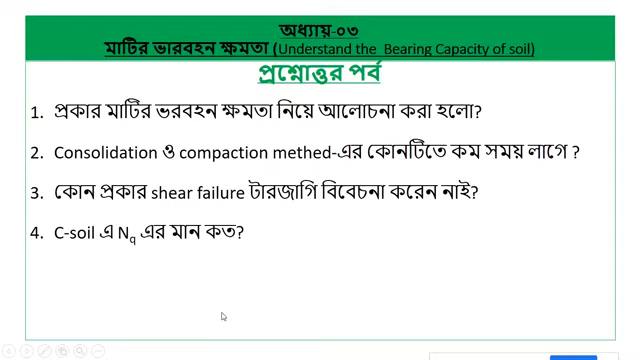 অধ্যায়-০৩
মাটির ভারবহন ক্ষমতা (Understand the Bearing Capacity of soil)
প্রশ্নোত্তর পর্ব
1. প্রকার মাটির ভরবহন ক্ষমতা নিয়ে আলোচনা করা হলো?
2. Consolidation ও compaction methed-এর কোনটিতে কম সময় লাগে ?
3. কোন প্রকার shear failure টারজাগি বিবেচনা করেন নাই?
4. C-soil এ Nq এর মান কত?